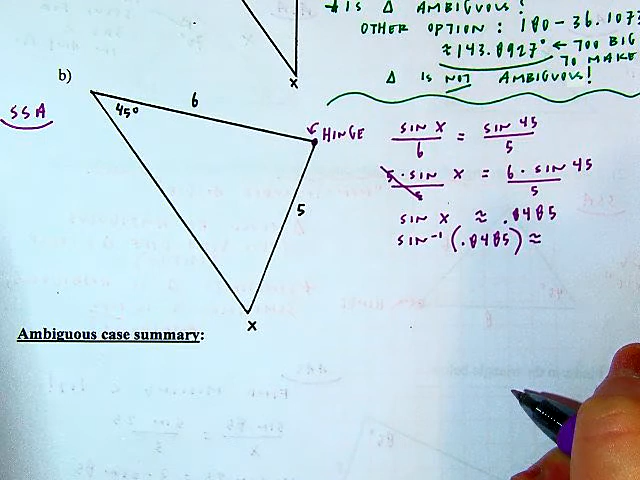 IS Δ AMBIGUOUS?
OTHER OPTION: 180 - 36.1073
≈ 143.8927° ← TOO BIG
TO MAKE
Δ IS NOT AMBIGUOUS!
x
b)
SSA
45°
6
HINGE
5
x
SIN X / 6 = SIN 45 / 5
5 · SIN X / 5 = 6 · SIN 45 / 5
SIN X ≈ .8485
SIN⁻¹ (.8485) ≈
Ambiguous case summary: